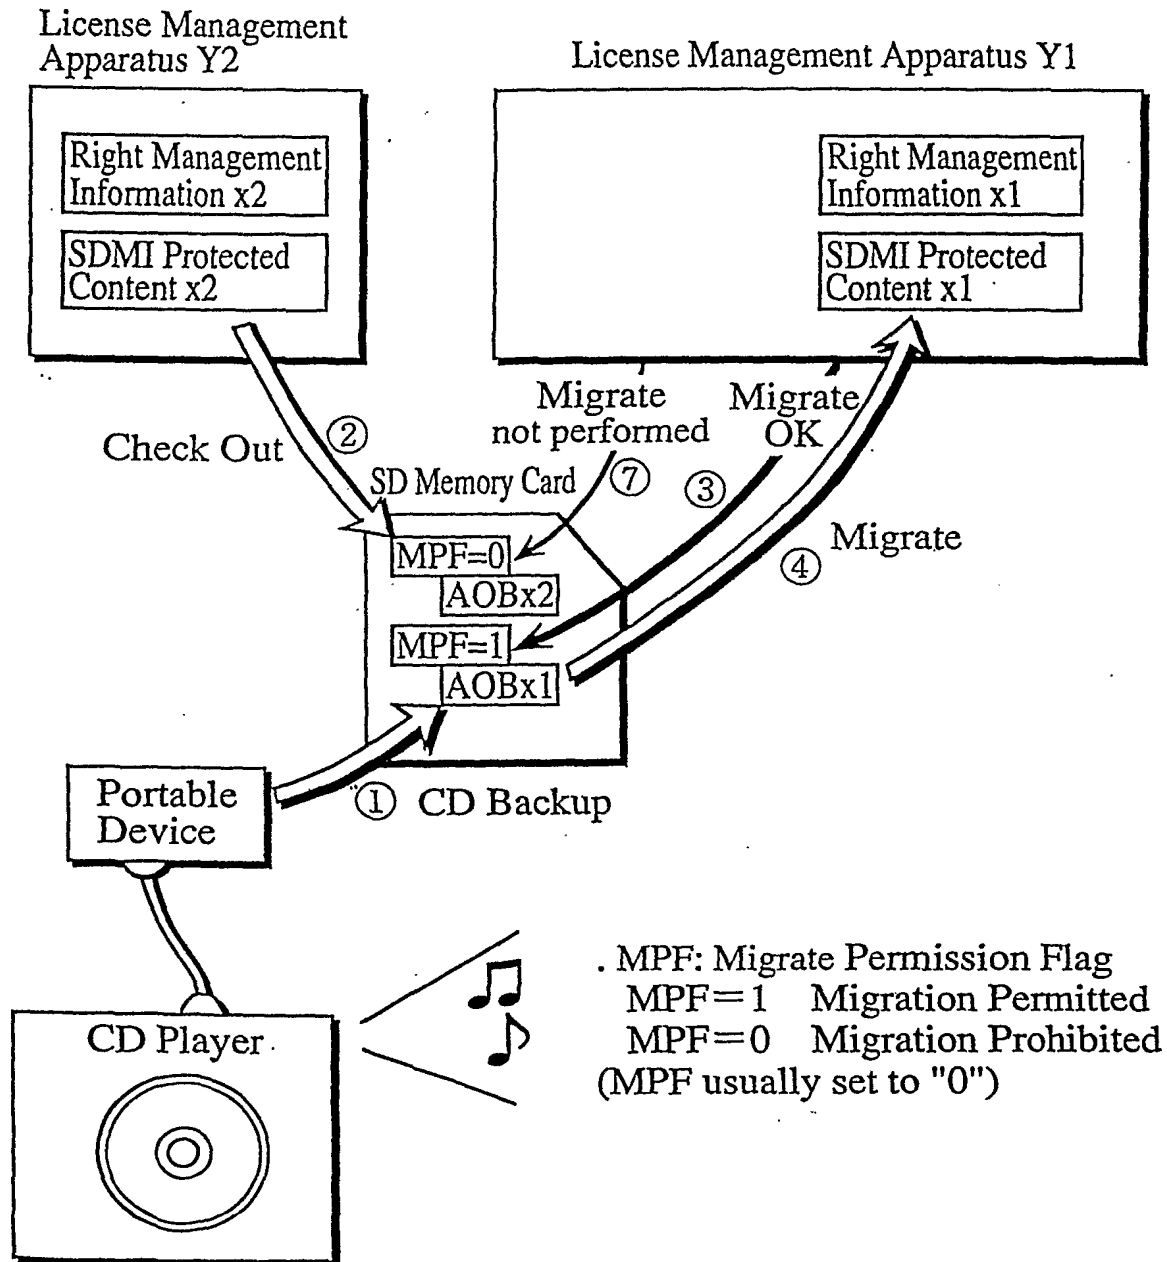 License Management
Apparatus Y2
License Management Apparatus Y1
Right Management
Information x2
SDMI Protected
Content x2
Right Management
Information x1
SDMI Protected
Content x1
Migrate
not performed
Migrate
OK
Check Out
②
SD Memory Card
⑦
③
④
Migrate
MPF=0
AOBx2
MPF=1
AOBx1
Portable
Device
① CD Backup
CD Player
MPF: Migrate Permission Flag
MPF=1 Migration Permitted
MPF=0 Migration Prohibited
(MPF usually set to "0")